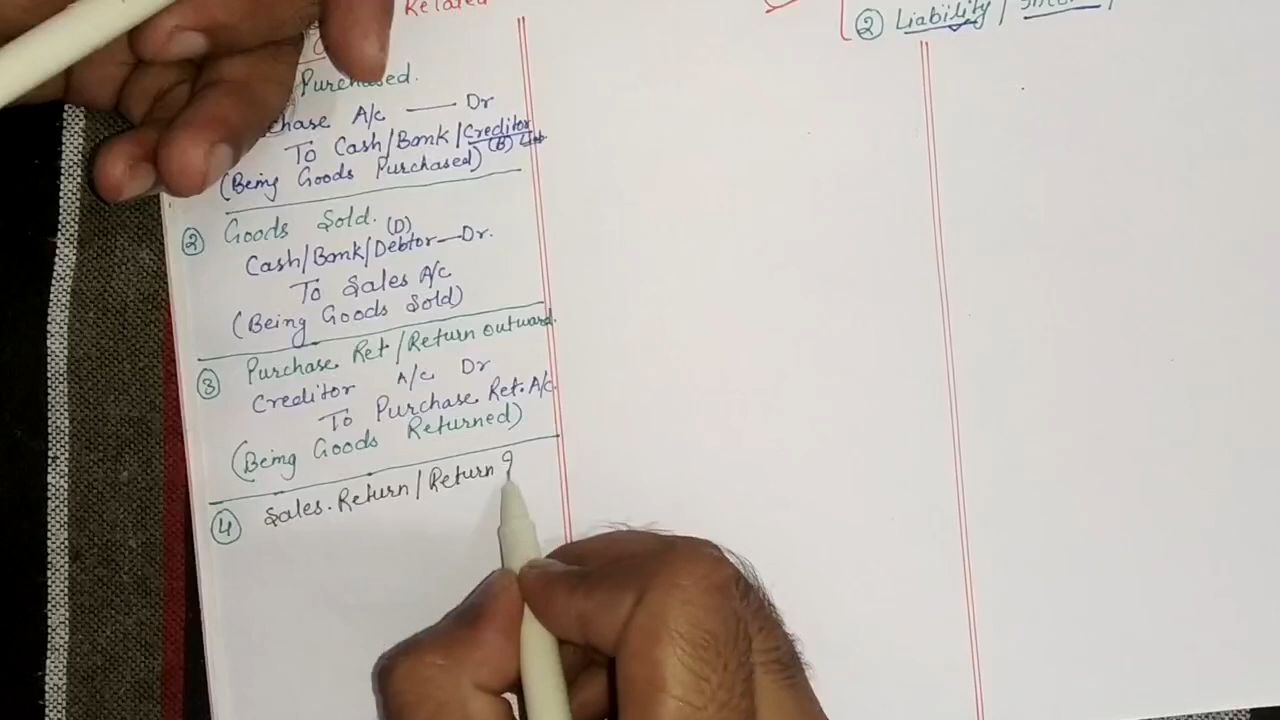 Related
② Liability /
Purchased.
A/c —— Dr
To Cash/Bank/Creditor
(B)
(Being Goods Purchased)
② Goods Sold.
(D)
Cash/Bank/Debtor—Dr.
To Sales A/c
(Being Goods Sold)
③ Purchase Ret/Return outward.
Creditor A/c Dr
To Purchase Ret. A/c.
(Being Goods Returned)
④ Sales. Return/Return